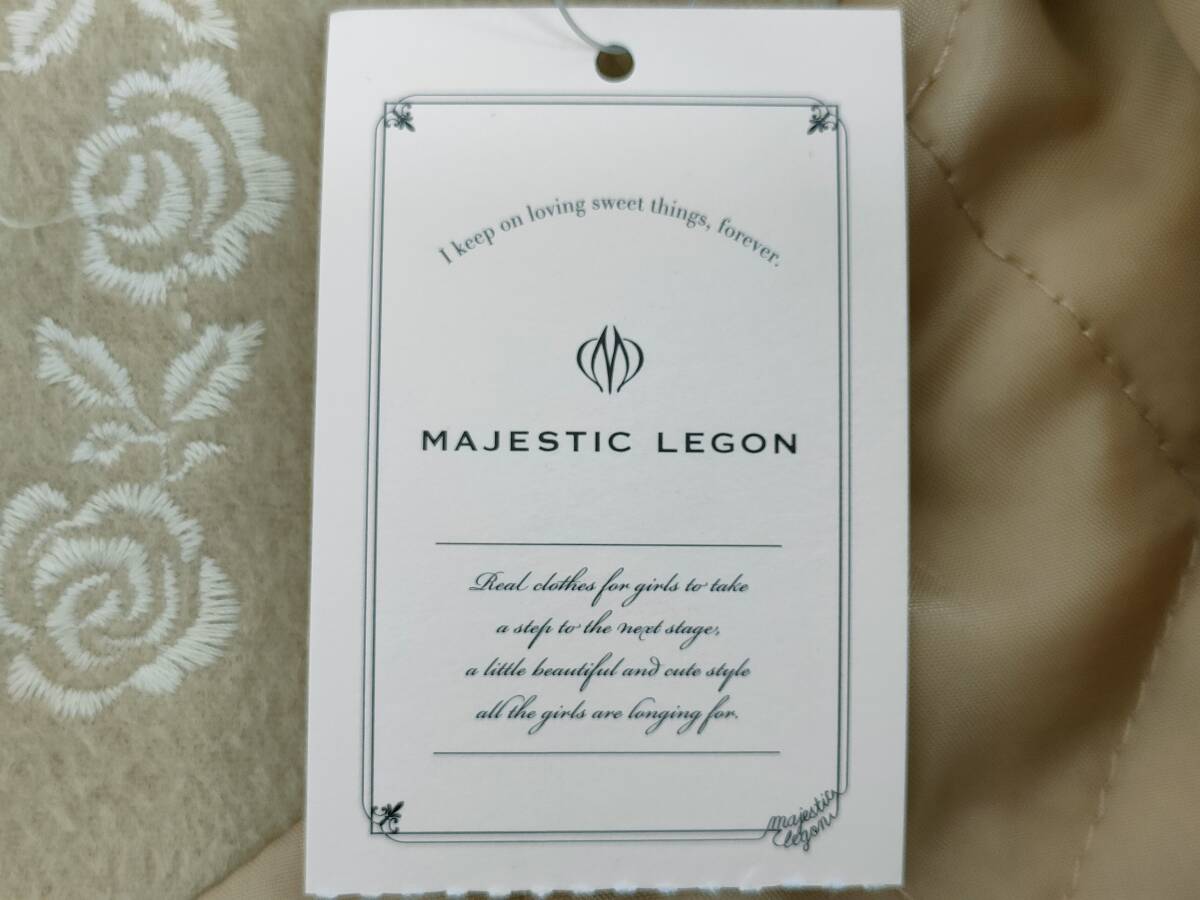 I keep on loving sweet things, forever.
MAJESTIC LEGON
Real clothes for girls to take
a step to the next stage,
a little beautiful and cute style
all the girls are longing for.
majestic
legon